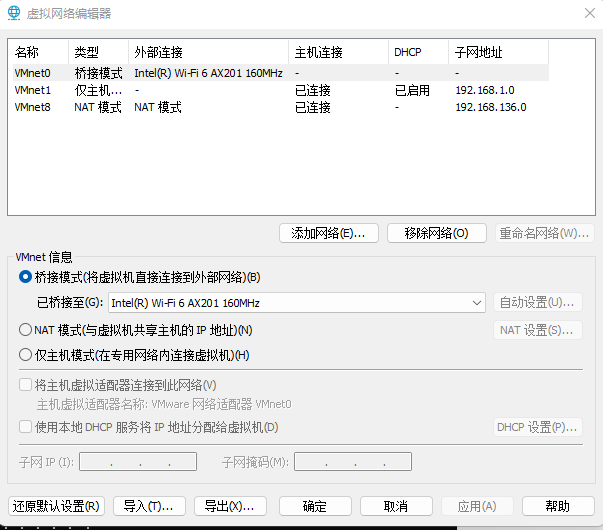 虚拟网络编辑器
名称 类型 外部连接 主机连接 DHCP 子网地址
VMnet0 桥接模式 Intel(R) Wi-Fi 6 AX201 160MHz - - -
VMnet1 仅主机... - 已连接 已启用 192.168.1.0
VMnet8 NAT 模式 NAT 模式 已连接 - 192.168.136.0
添加网络(E)... 移除网络(O) 重命名网络(W)...
VMnet 信息
桥接模式(将虚拟机直接连接到外部网络)(B)
已桥接至(G): Intel(R) Wi-Fi 6 AX201 160MHz 自动设置(U)...
NAT 模式(与虚拟机共享主机的 IP 地址)(N) NAT 设置(S)...
仅主机模式(在专用网络内连接虚拟机)(H)
将主机虚拟适配器连接到此网络(V)
主机虚拟适配器名称: VMware 网络适配器 VMnet0
使用本地 DHCP 服务将 IP 地址分配给虚拟机(D) DHCP 设置(P)...
子网 IP (I): . . . 子网掩码(M): . . .
还原默认设置(R) 导入(T)... 导出(X)... 确定 取消 应用(A) 帮助